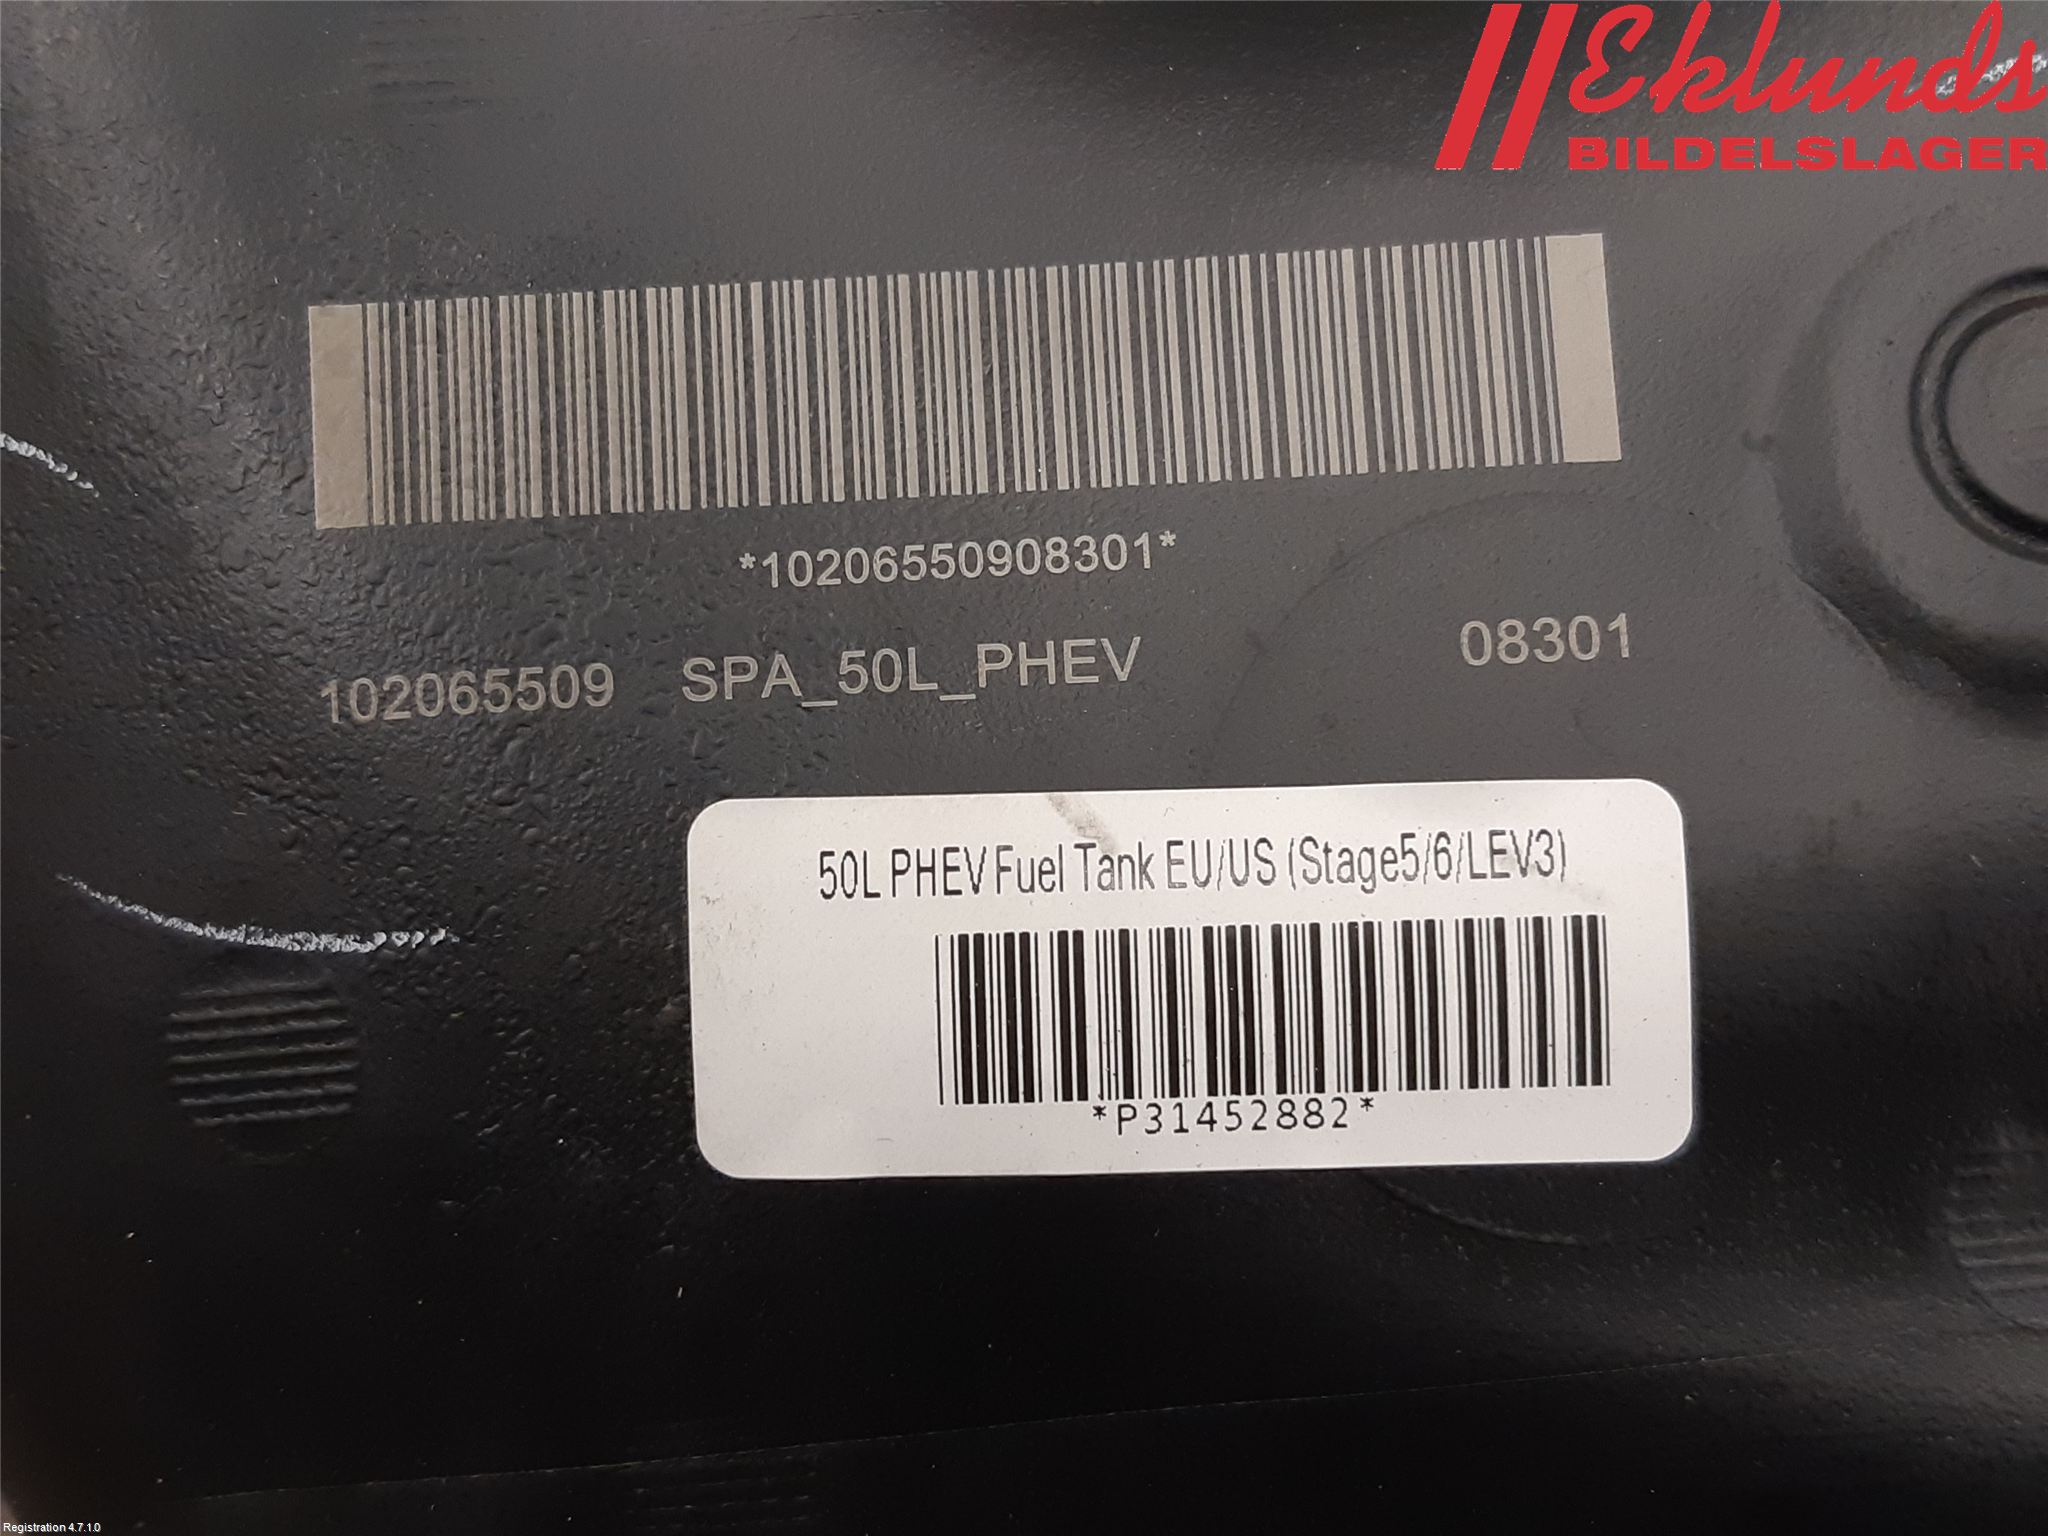 Eklunds
BILDELSLAGER
*10206550908301*
102065509 SPA_50L_PHEV 08301
50L PHEV Fuel Tank EU/US (Stage5/6/LEV3)
*P31452882*
Registration 4.7.1.0